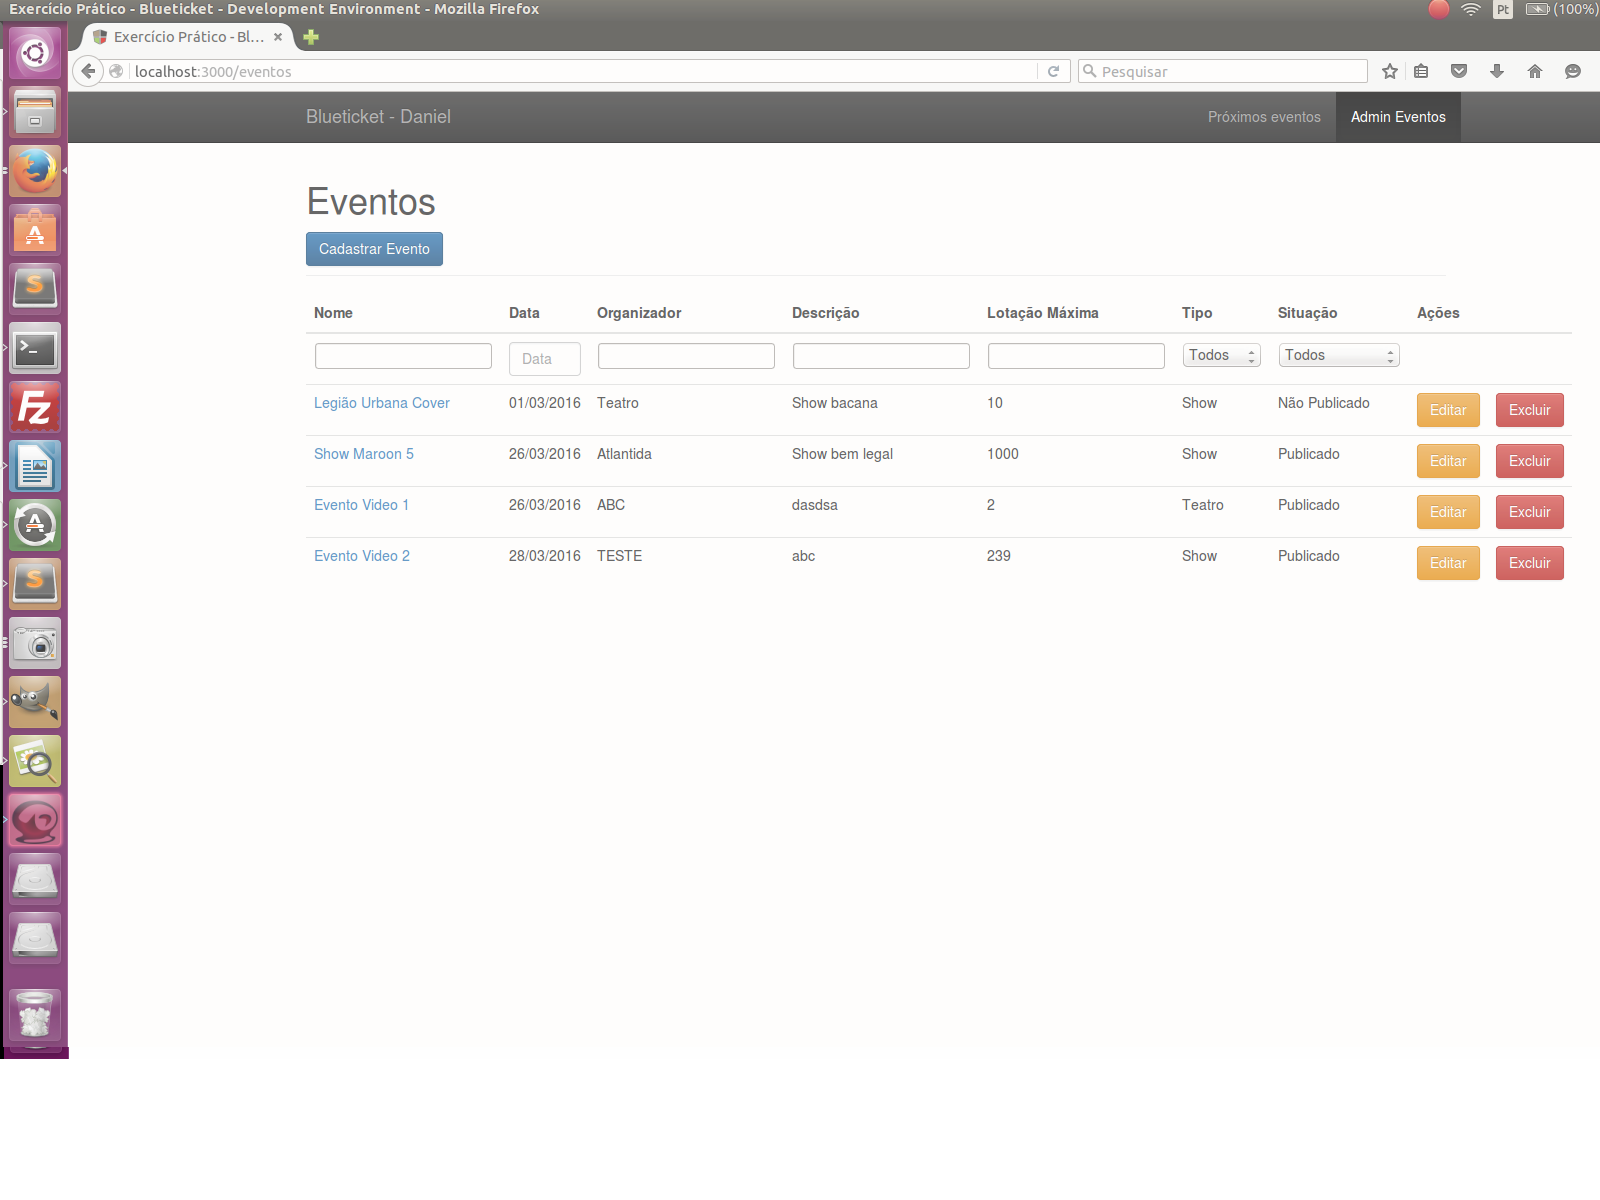 Exercício Prático - Blueticket - Development Environment - Mozilla Firefox
Pt
(100%)
Exercício Prático - Bl...
localhost:3000/eventos
Pesquisar
Blueticket - Daniel
Próximos eventos
Admin Eventos
Eventos
Cadastrar Evento
Nome Data Organizador Descrição Lotação Máxima Tipo Situação Ações
Data Todos Todos
Legião Urbana Cover 01/03/2016 Teatro Show bacana 10 Show Não Publicado Editar Excluir
Show Maroon 5 26/03/2016 Atlantida Show bem legal 1000 Show Publicado Editar Excluir
Evento Video 1 26/03/2016 ABC dasdsa 2 Teatro Publicado Editar Excluir
Evento Video 2 28/03/2016 TESTE abc 239 Show Publicado Editar Excluir